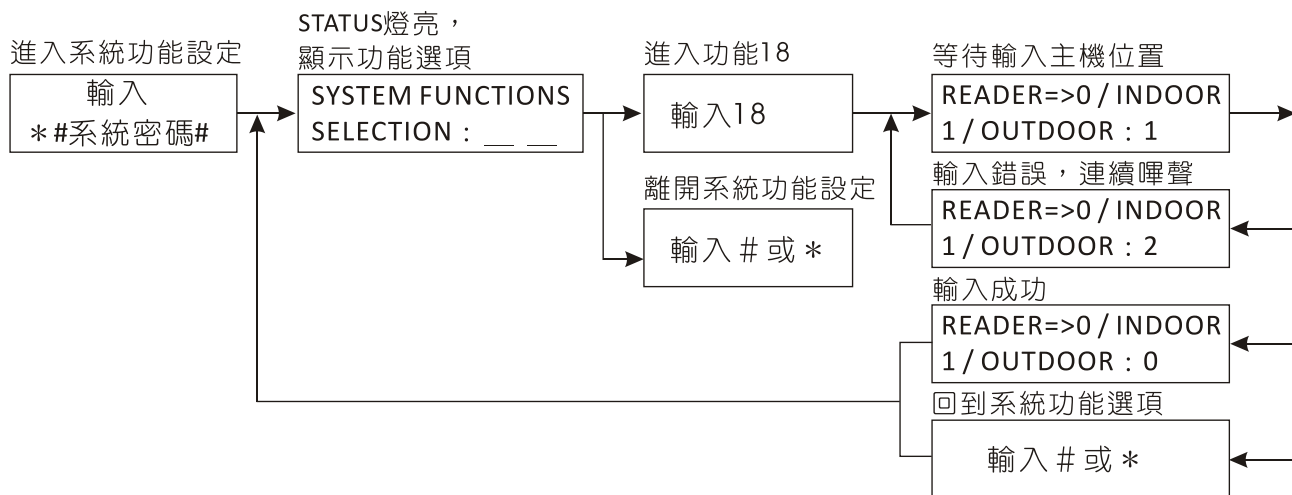 進入系統功能設定
輸入
＊#系統密碼#
STATUS燈亮，
顯示功能選項
SYSTEM FUNCTIONS
SELECTION：__ __
進入功能18
輸入18
離開系統功能設定
輸入＃或＊
等待輸入主機位置
READER=>0 / INDOOR
1 / OUTDOOR：1
輸入錯誤，連續嗶聲
READER=>0 / INDOOR
1 / OUTDOOR：2
輸入成功
READER=>0 / INDOOR
1 / OUTDOOR：0
回到系統功能選項
輸入＃或＊